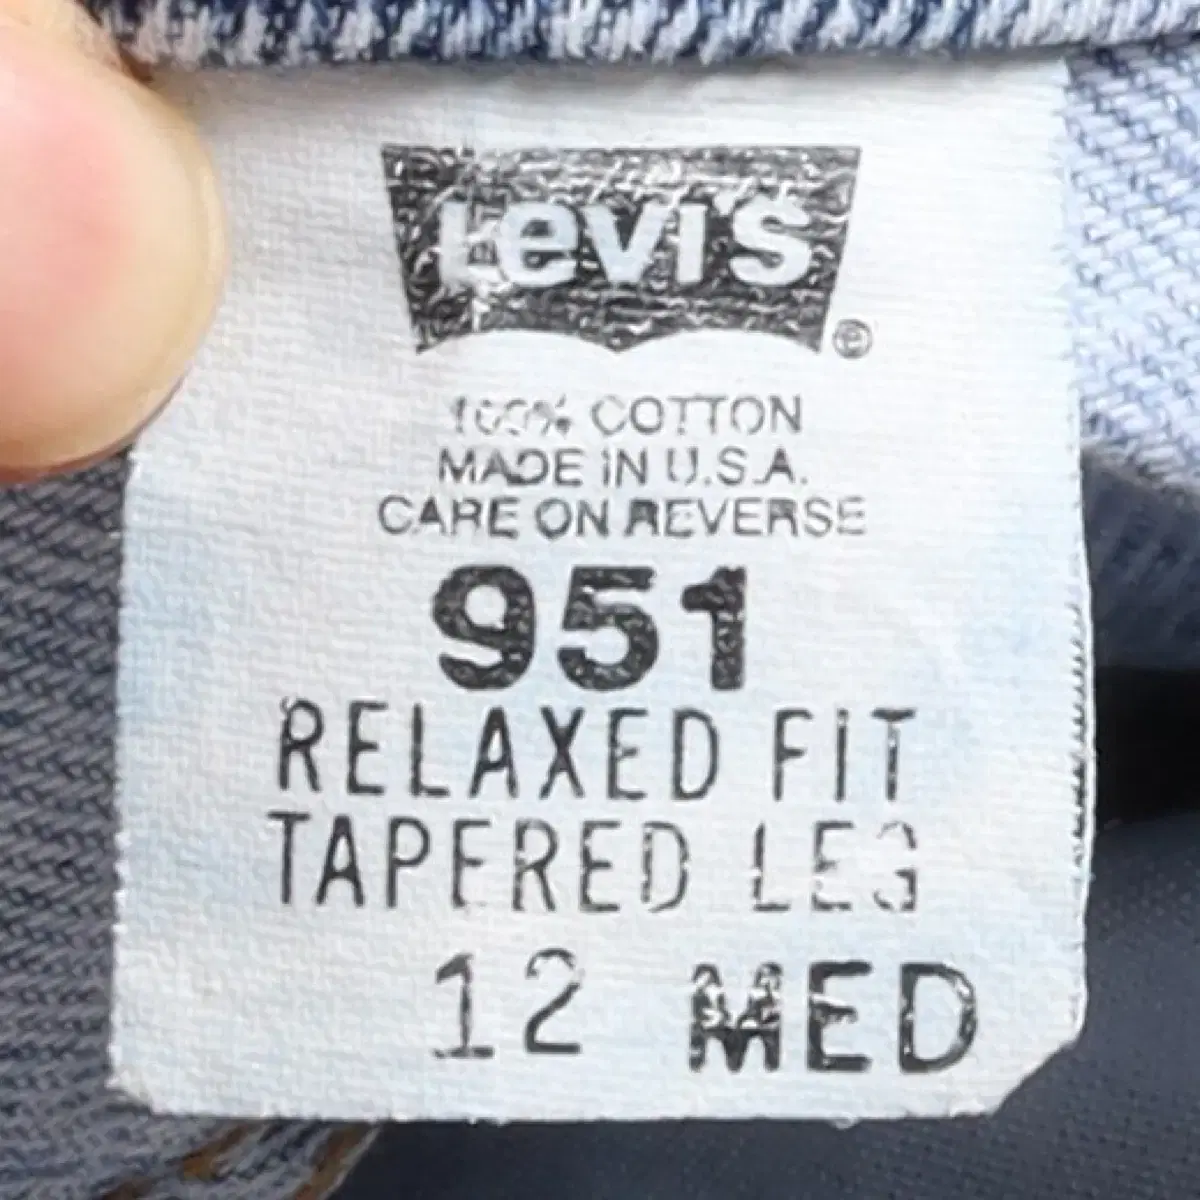 Levi's ®
100% COTTON
MADE IN U.S.A.
CARE ON REVERSE
951
RELAXED FIT
TAPERED LEG
12 MED